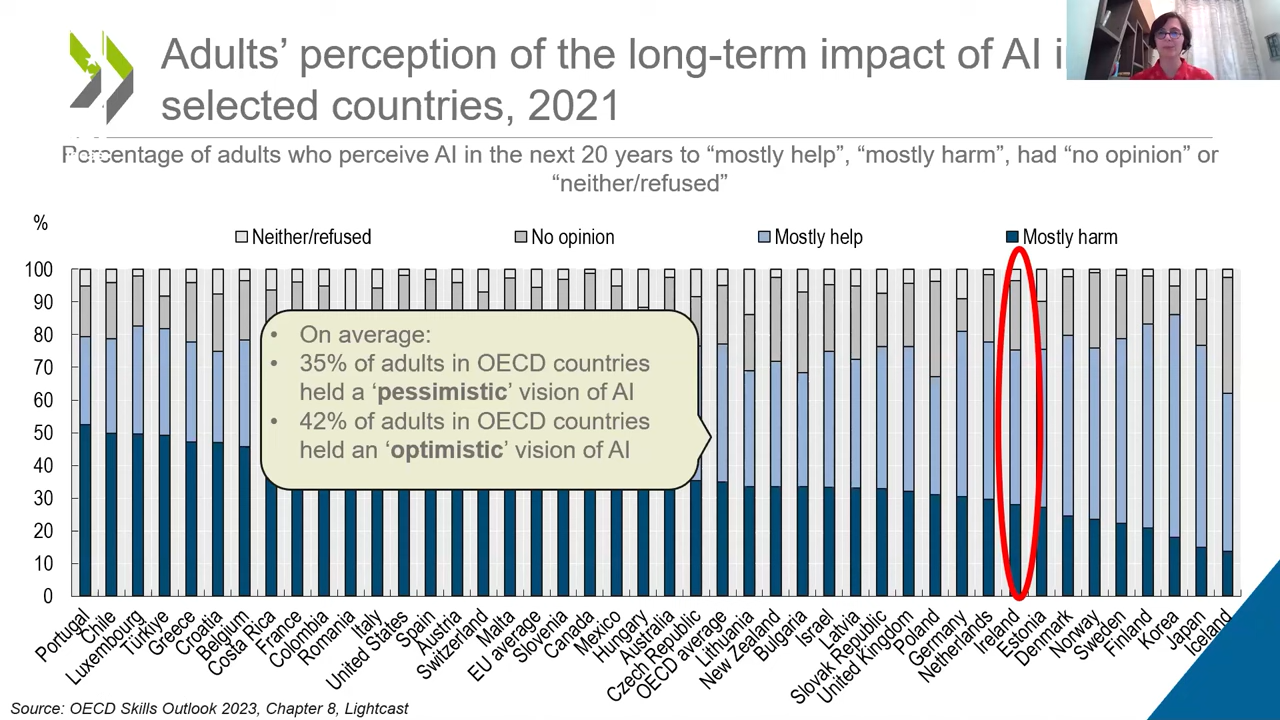 Adults' perception of the long-term impact of AI i
selected countries, 2021
Percentage of adults who perceive AI in the next 20 years to “mostly help”, “mostly harm”, had “no opinion” or
“neither/refused”
%
Neither/refused
No opinion
Mostly help
Mostly harm
100
90
80
70
60
50
40
30
20
10
0
• On average:
• 35% of adults in OECD countries
held a ‘pessimistic’ vision of AI
• 42% of adults in OECD countries
held an ‘optimistic’ vision of AI
Portugal
Chile
Luxembourg
Türkiye
Greece
Croatia
Belgium
Costa Rica
France
Colombia
Romania
Italy
United States
Spain
Austria
Switzerland
Malta
EU average
Slovenia
Canada
Mexico
Hungary
Australia
Czech Republic
OECD average
Lithuania
New Zealand
Bulgaria
Israel
Latvia
Slovak Republic
United Kingdom
Poland
Germany
Netherlands
Ireland
Estonia
Denmark
Norway
Sweden
Finland
Korea
Japan
Iceland
Source: OECD Skills Outlook 2023, Chapter 8, Lightcast